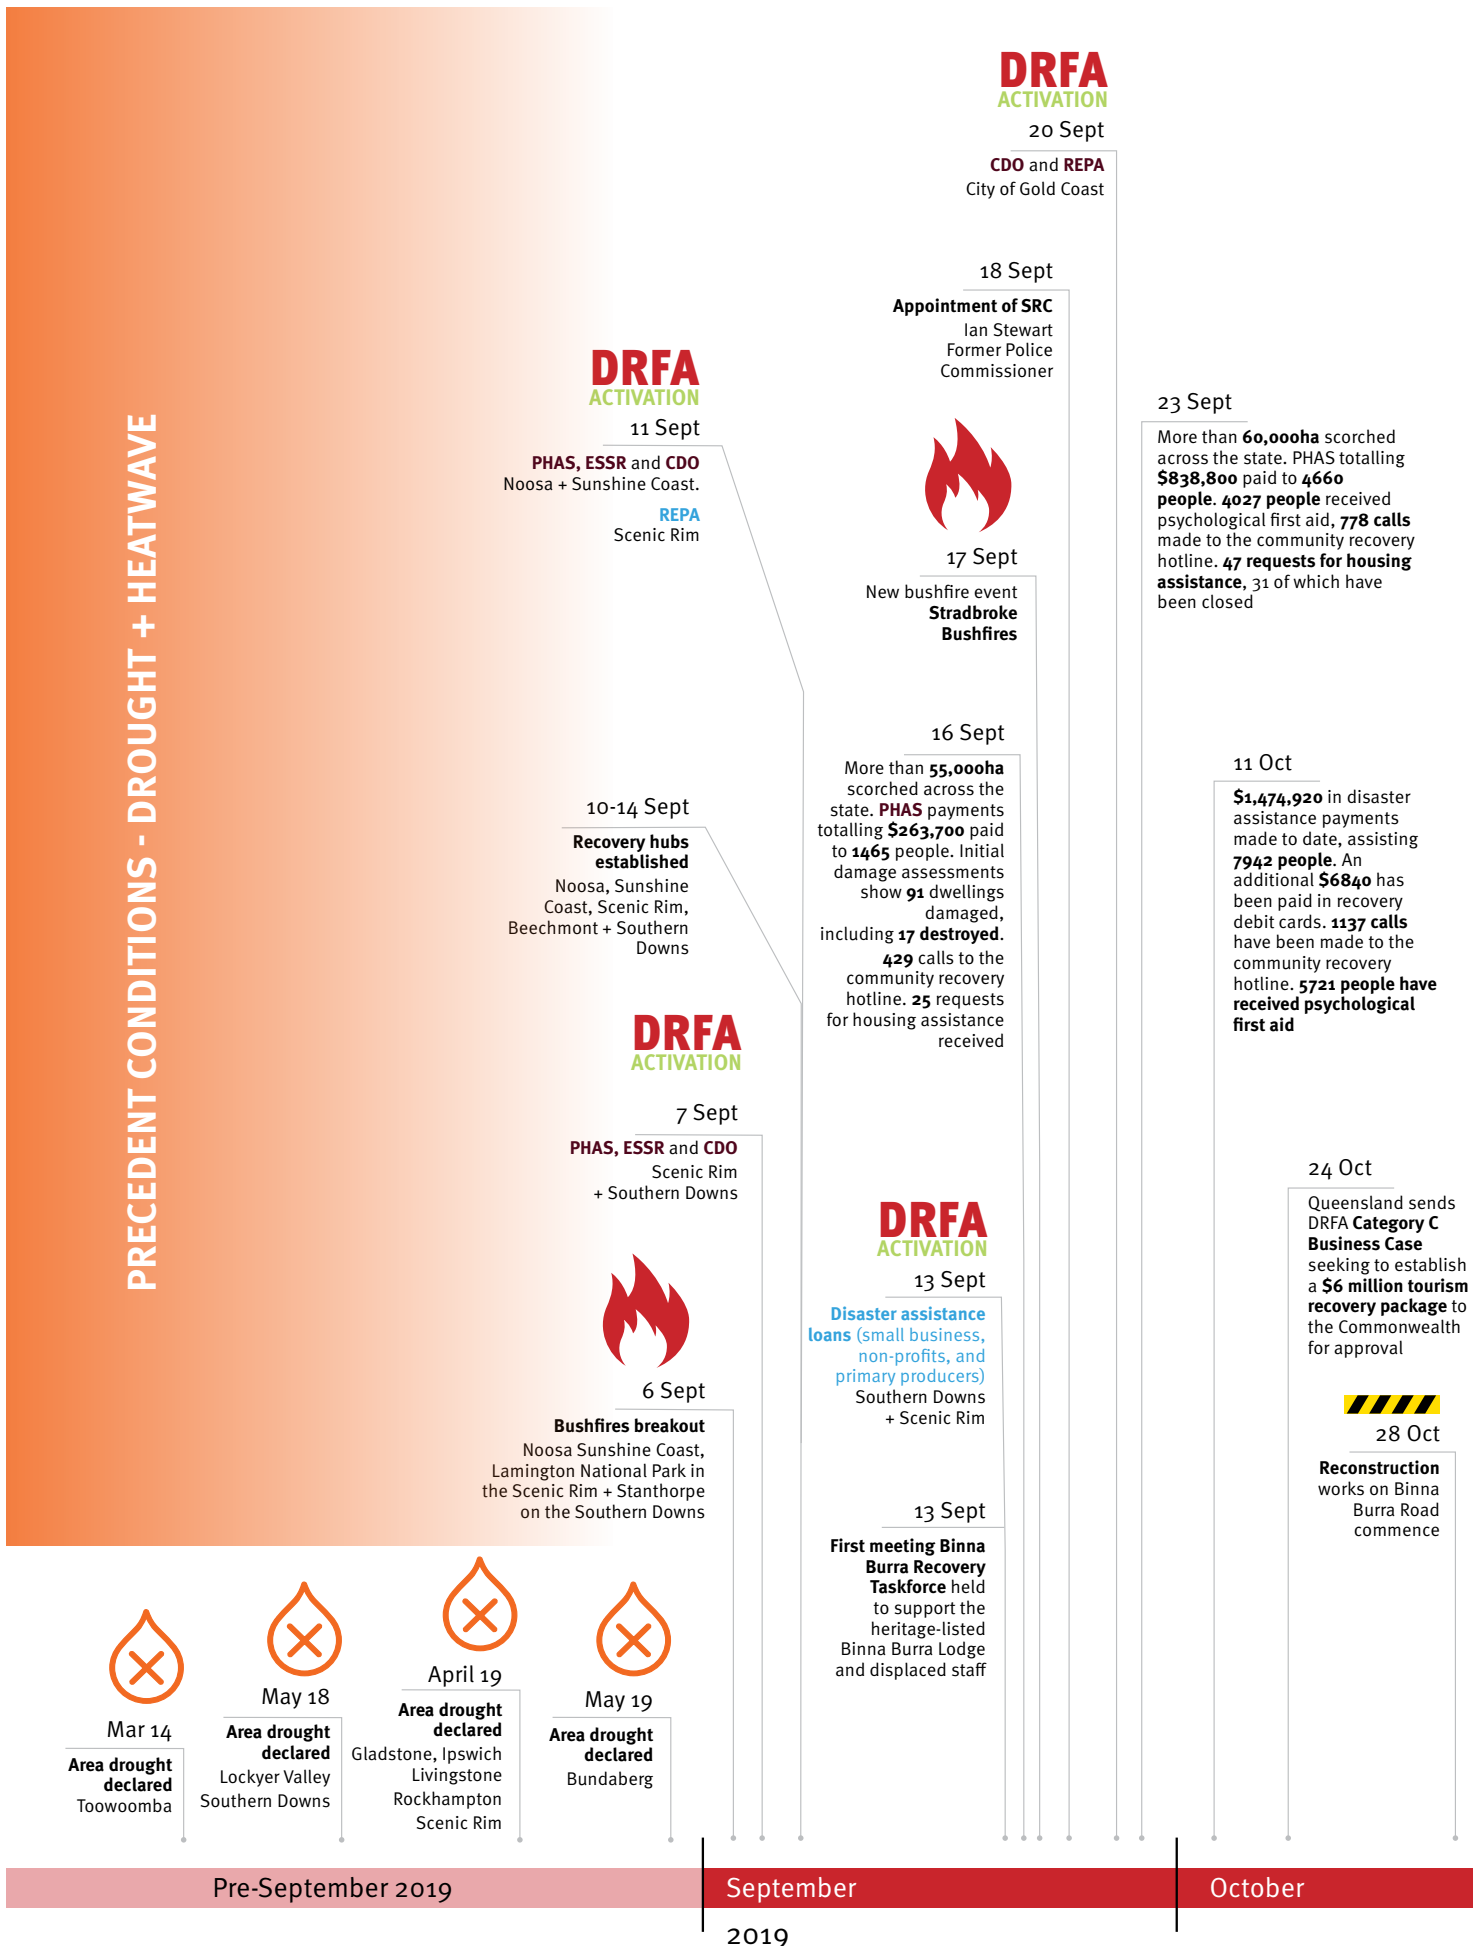 PRECEDENT CONDITIONS - DROUGHT + HEATWAVE
Mar 14
Area drought
declared
Toowoomba
May 18
Area drought
declared
Lockyer Valley
Southern Downs
April 19
Area drought
declared
Gladstone, Ipswich
Livingstone
Rockhampton
Scenic Rim
May 19
Area drought
declared
Bundaberg
6 Sept
Bushfires breakout
Noosa Sunshine Coast,
Lamington National Park in
the Scenic Rim + Stanthorpe
on the Southern Downs
DRFA
ACTIVATION
7 Sept
PHAS, ESSR and CDO
Scenic Rim
+ Southern Downs
10-14 Sept
Recovery hubs
established
Noosa, Sunshine
Coast, Scenic Rim,
Beechmont + Southern
Downs
DRFA
ACTIVATION
11 Sept
PHAS, ESSR and CDO
Noosa + Sunshine Coast.
REPA
Scenic Rim
DRFA
ACTIVATION
13 Sept
Disaster assistance
loans (small business,
non-profits, and
primary producers)
Southern Downs
+ Scenic Rim
13 Sept
First meeting Binna
Burra Recovery
Taskforce held
to support the
heritage-listed
Binna Burra Lodge
and displaced staff
16 Sept
More than 55,000ha
scorched across the
state. PHAS payments
totalling $263,700 paid
to 1465 people. Initial
damage assessments
show 91 dwellings
damaged,
including 17 destroyed.
429 calls to the
community recovery
hotline. 25 requests
for housing assistance
received
17 Sept
New bushfire event
Stradbroke
Bushfires
18 Sept
Appointment of SRC
Ian Stewart
Former Police
Commissioner
DRFA
ACTIVATION
20 Sept
CDO and REPA
City of Gold Coast
23 Sept
More than 60,000ha scorched
across the state. PHAS totalling
$838,800 paid to 4660
people. 4027 people received
psychological first aid, 778 calls
made to the community recovery
hotline. 47 requests for housing
assistance, 31 of which have
been closed
11 Oct
$1,474,920 in disaster
assistance payments
made to date, assisting
7942 people. An
additional $6840 has
been paid in recovery
debit cards. 1137 calls
have been made to the
community recovery
hotline. 5721 people have
received psychological
first aid
24 Oct
Queensland sends
DRFA Category C
Business Case
seeking to establish
a $6 million tourism
recovery package to
the Commonwealth
for approval
28 Oct
Reconstruction
works on Binna
Burra Road
commence
Pre-September 2019
September
October
2019